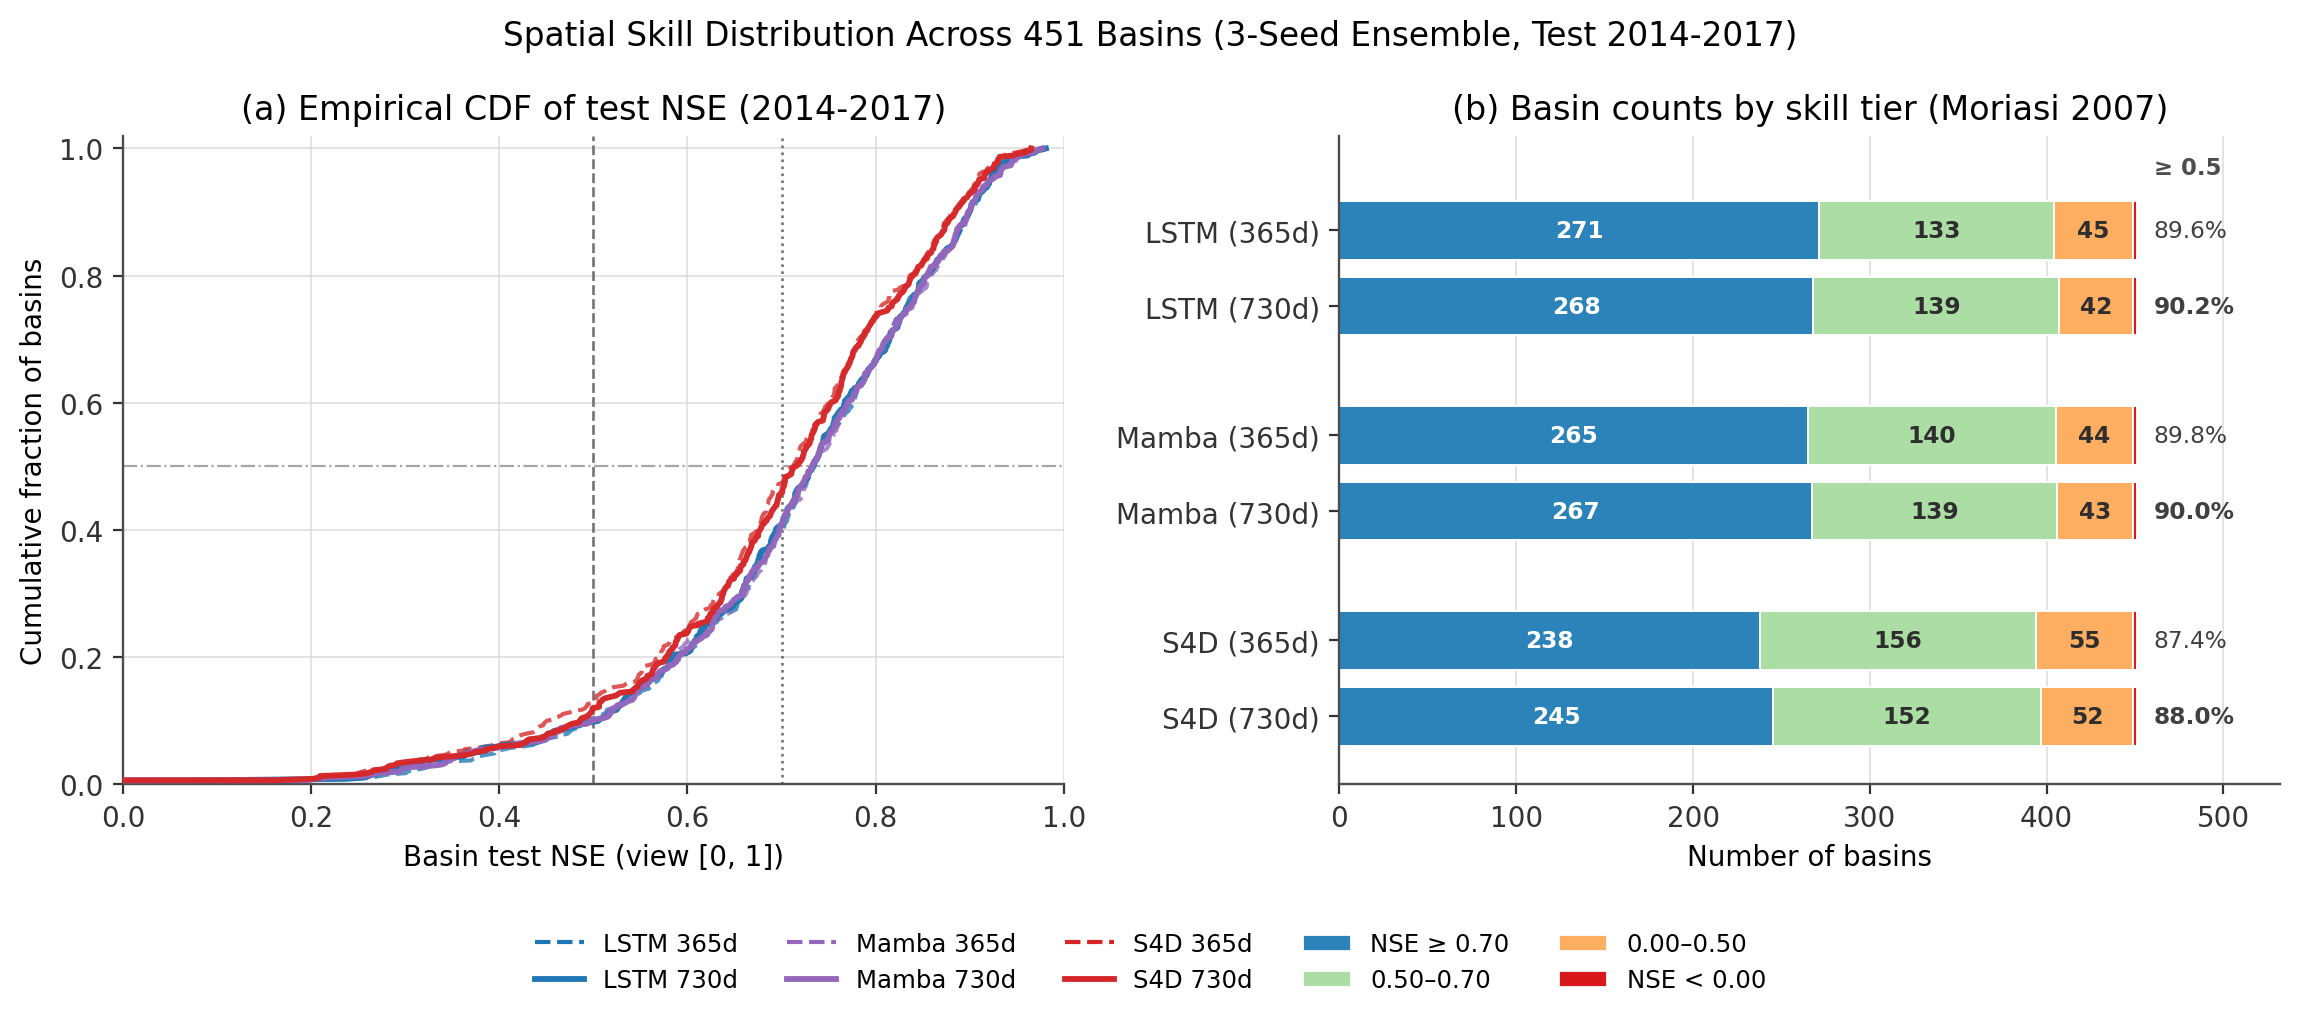 Spatial Skill Distribution Across 451 Basins (3-Seed Ensemble, Test 2014-2017)
(a) Empirical CDF of test NSE (2014-2017)
1.0
0.8
0.6
0.4
0.2
0.0
Cumulative fraction of basins
0.0 0.2 0.4 0.6 0.8 1.0
Basin test NSE (view [0, 1])
(b) Basin counts by skill tier (Moriasi 2007)
≥ 0.5
LSTM (365d) 271 133 45 89.6%
LSTM (730d) 268 139 42 90.2%
Mamba (365d) 265 140 44 89.8%
Mamba (730d) 267 139 43 90.0%
S4D (365d) 238 156 55 87.4%
S4D (730d) 245 152 52 88.0%
0 100 200 300 400 500
Number of basins
LSTM 365d Mamba 365d S4D 365d NSE ≥ 0.70 0.00–0.50
LSTM 730d Mamba 730d S4D 730d 0.50–0.70 NSE < 0.00